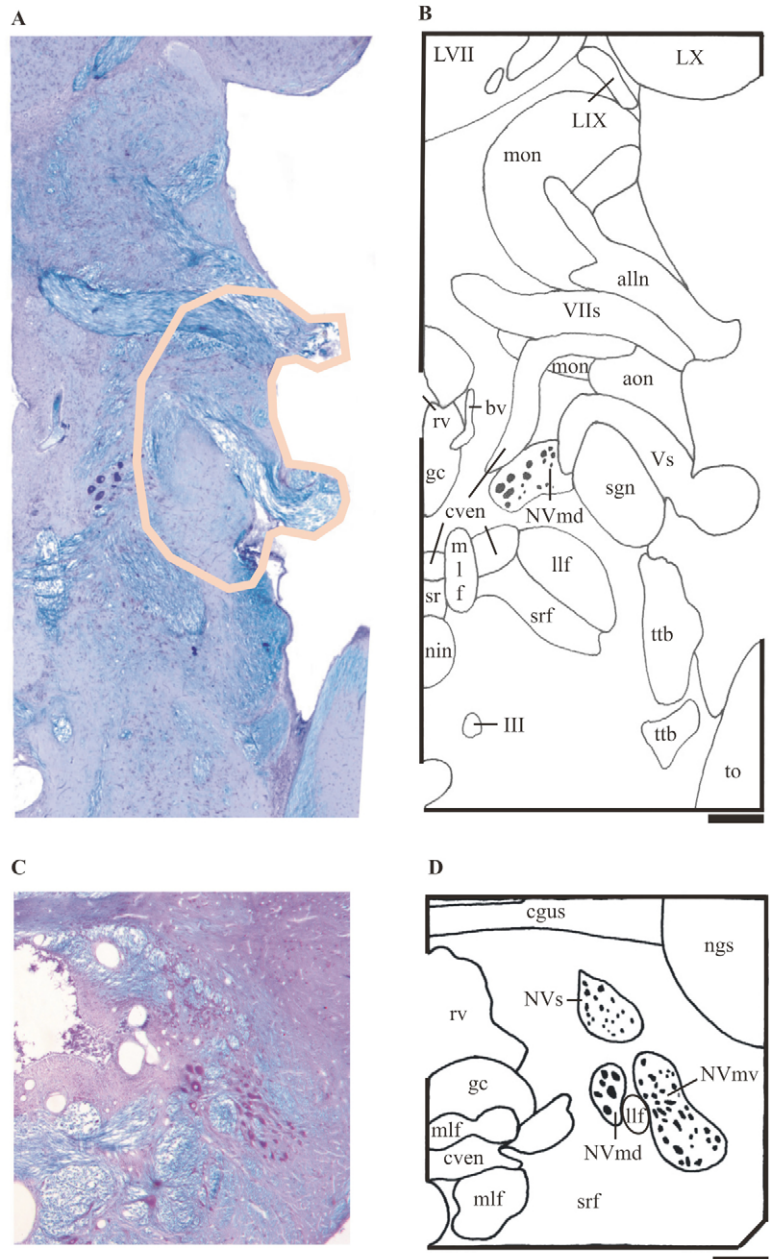 A
B
LVII
LX
LIX
mon
alln
VIIs
mon
aon
bv
rv
Vs
gc
sgn
cven
NVmd
m
l
f
llf
sr
srf
ttb
nin
III
ttb
to
C
D
cgus
ngs
NVs
rv
gc
NVmv
llf
mlf
NVmd
cven
mlf
srf